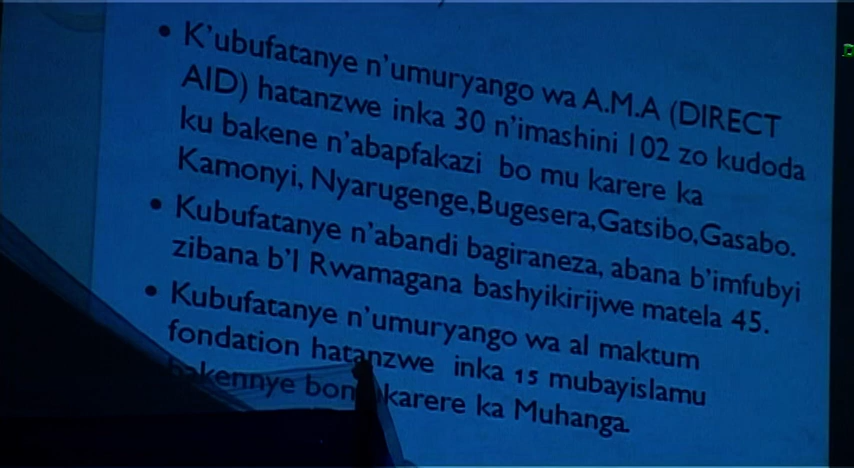 • K'ubufatanye n'umuryango wa A.M.A (DIRECT
AID) hatanzwe inka 30 n'imashini 102 zo kudoda
ku bakene n'abapfakazi bo mu karere ka
Kamonyi, Nyarugenge,Bugesera,Gatsibo,Gasabo.
• Kubufatanye n'abandi bagiraneza, abana b'imfubyi
zibana b'I Rwamagana bashyikirijwe matela 45.
• Kubufatanye n'umuryango wa al maktum
fondation hatanzwe inka 15 mubayislamu
bakennye karere ka Muhanga.